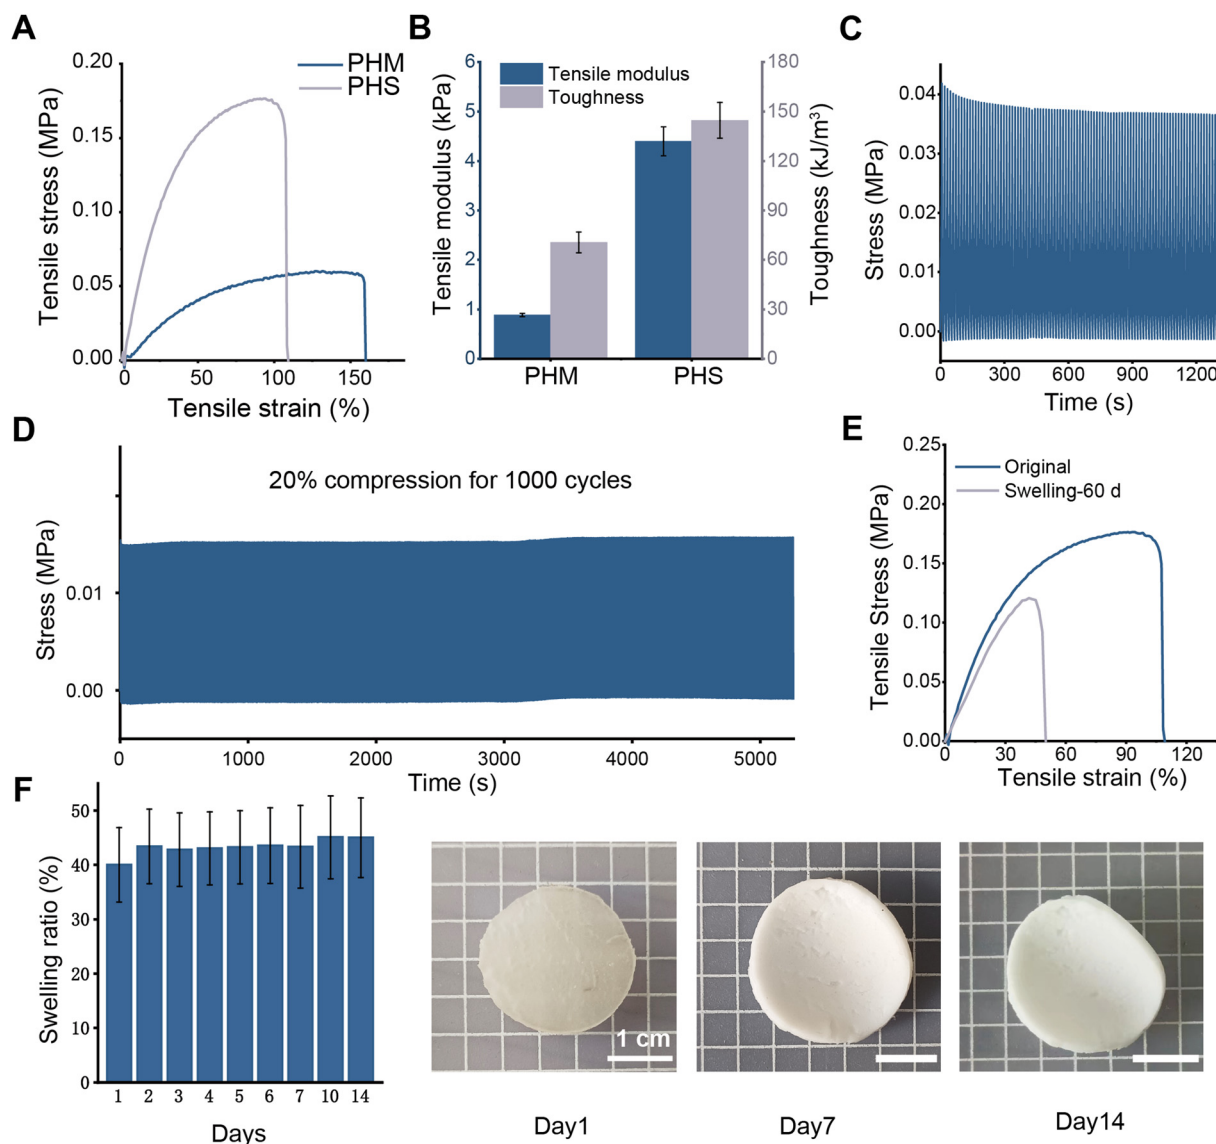 A
0.20
0.15
0.10
0.05
0.00
0
50
100
150
Tensile stress (MPa)
Tensile strain (%)
PHM
PHS
B
6
5
4
3
2
1
0
180
150
120
90
60
30
0
Tensile modulus
Toughness
Tensile modulus (kPa)
Toughness (kJ/m³)
PHM
PHS
C
0.04
0.03
0.02
0.01
0.00
0
300
600
900
1200
Stress (MPa)
Time (s)
D
20% compression for 1000 cycles
0.01
0.00
0
1000
2000
3000
4000
5000
Stress (MPa)
Time (s)
E
0.25
0.20
0.15
0.10
0.05
0.00
0
30
60
90
120
Original
Swelling-60 d
Tensile Stress (MPa)
Tensile strain (%)
F
50
40
30
20
10
0
1 2 3 4 5 6 7 10 14
Swelling ratio (%)
Days
1 cm
Day1
Day7
Day14